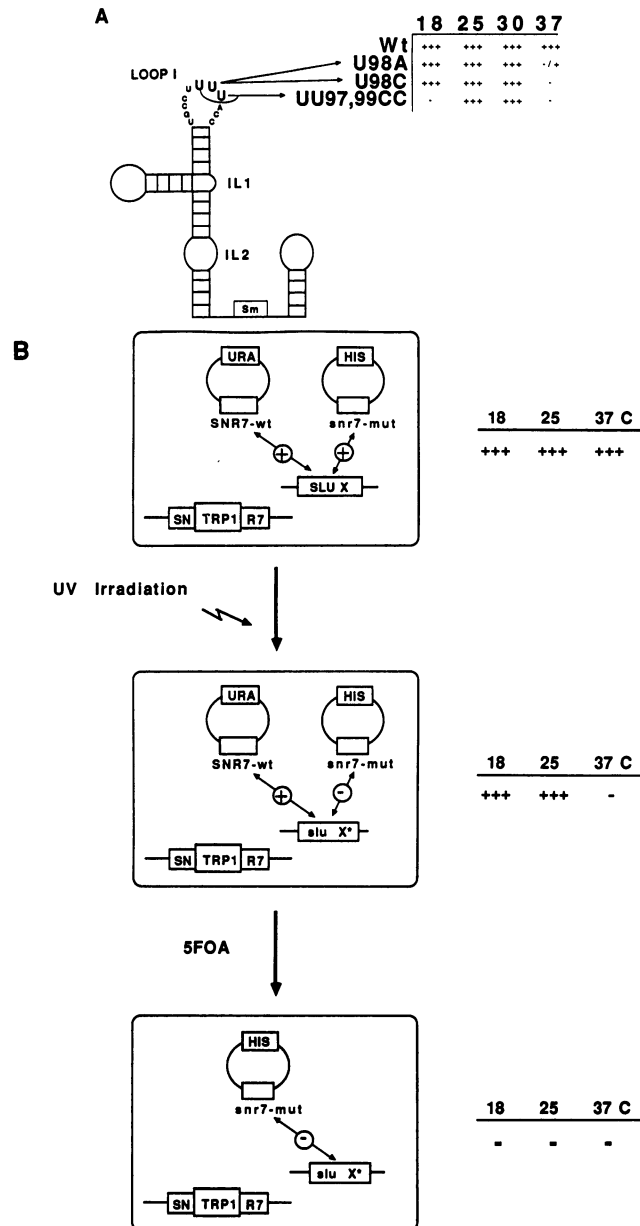 A
18 25 30 37
Wt +++ +++ +++ +++
U98A +++ +++ +++ -/+
U98C +++ +++ +++ -
UU97,99CC - +++ +++ -
LOOP I
U U U U
U C C G U
A C C
IL1
IL2
Sm
B
URA HIS
SNR7-wt snr7-mut
+ +
SLU X
SN TRP1 R7
18 25 37 C
+++ +++ +++
UV Irradiation
URA HIS
SNR7-wt snr7-mut
+ -
slu X*
SN TRP1 R7
18 25 37 C
+++ +++ -
5FOA
HIS
snr7-mut
-
slu X*
SN TRP1 R7
18 25 37 C
- - -